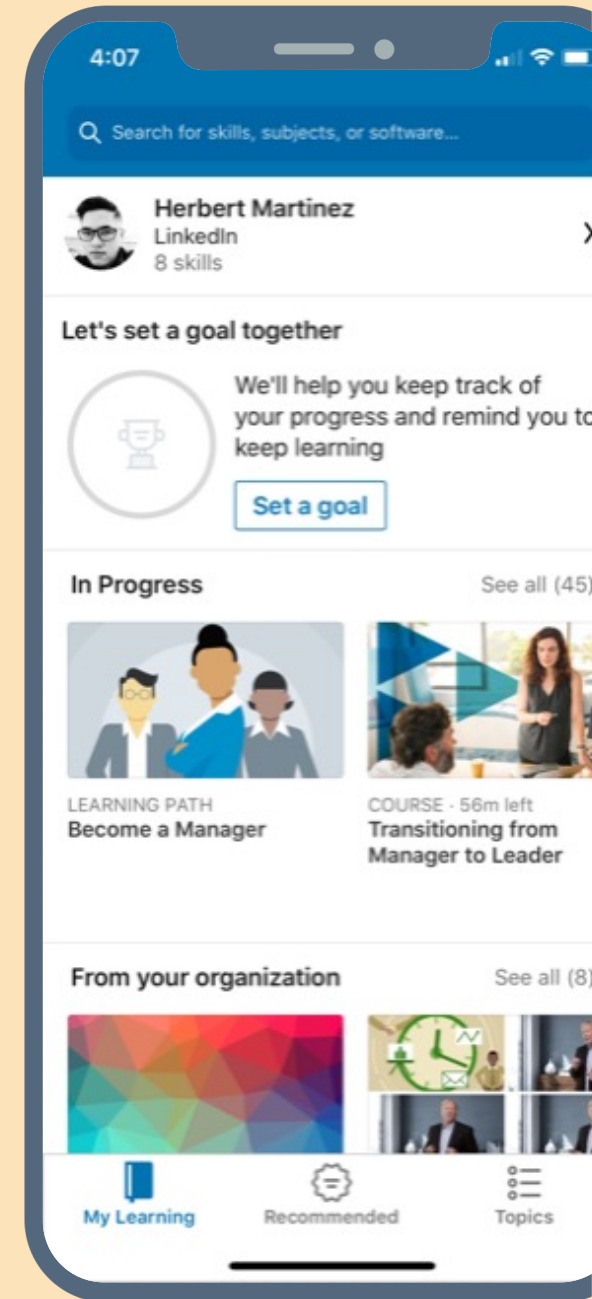 4:07
Search for skills, subjects, or software...
Herbert Martinez
LinkedIn
8 skills
Let's set a goal together
We'll help you keep track of
your progress and remind you to
keep learning
Set a goal
In Progress
See all (45)
LEARNING PATH
Become a Manager
COURSE · 56m left
Transitioning from
Manager to Leader
From your organization
See all (8)
My Learning
Recommended
Topics